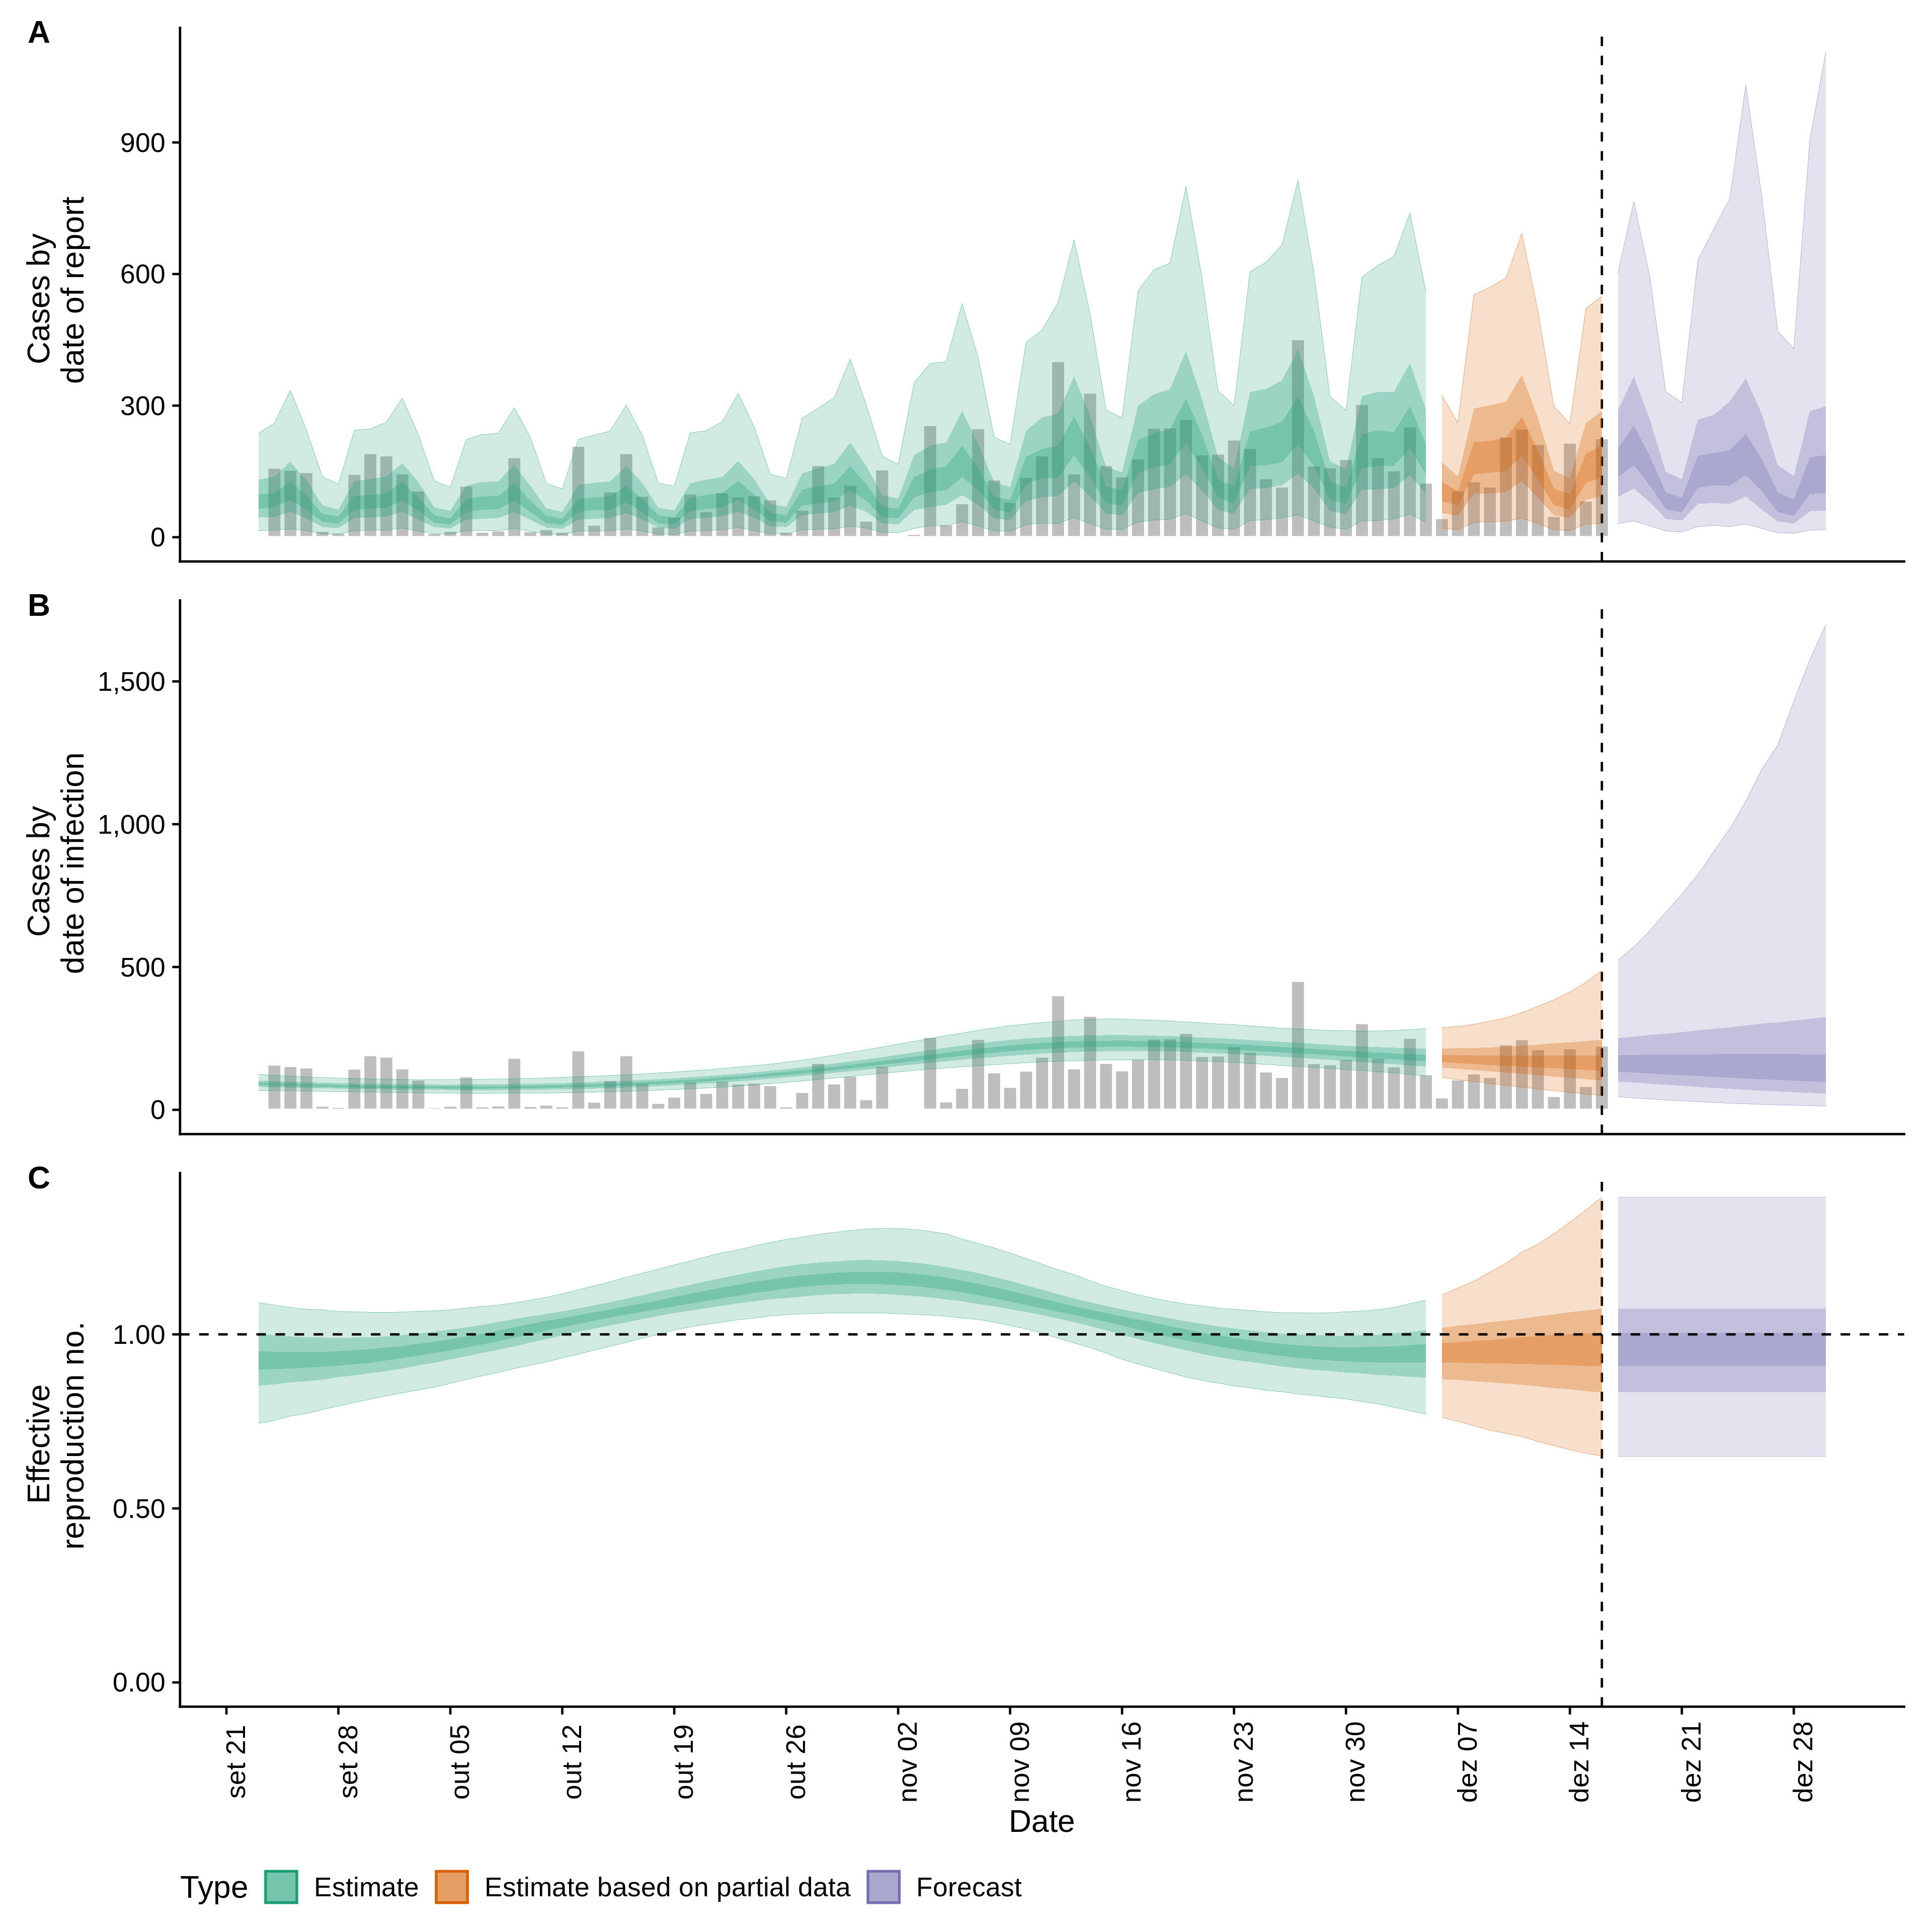 A
Cases by
date of report
900
600
300
0
B
Cases by
date of infection
1,500
1,000
500
0
C
Effective
reproduction no.
1.00
0.50
0.00
set 21
set 28
out 05
out 12
out 19
out 26
nov 02
nov 09
nov 16
nov 23
nov 30
dez 07
dez 14
dez 21
dez 28
Date
Type Estimate Estimate based on partial data Forecast